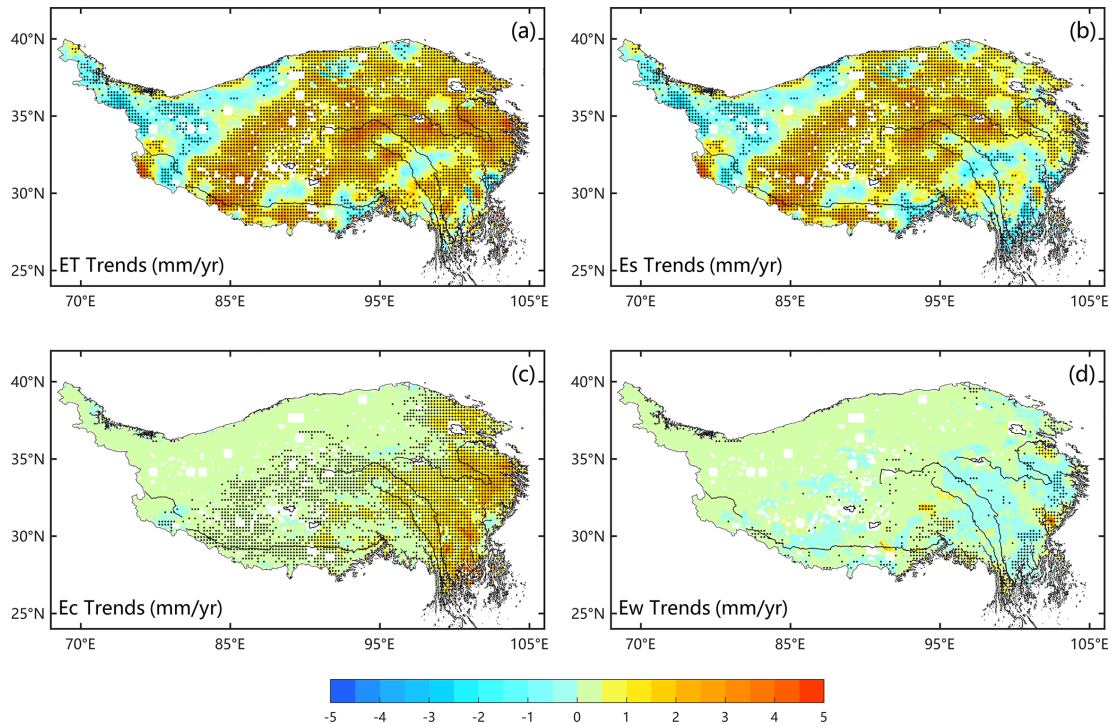 (a)
40°N
35°N
30°N
25°N
ET Trends (mm/yr)
70°E 85°E 95°E 105°E
(b)
40°N
35°N
30°N
25°N
Es Trends (mm/yr)
70°E 85°E 95°E 105°E
(c)
40°N
35°N
30°N
25°N
Ec Trends (mm/yr)
70°E 85°E 95°E 105°E
(d)
40°N
35°N
30°N
25°N
Ew Trends (mm/yr)
70°E 85°E 95°E 105°E
-5 -4 -3 -2 -1 0 1 2 3 4 5